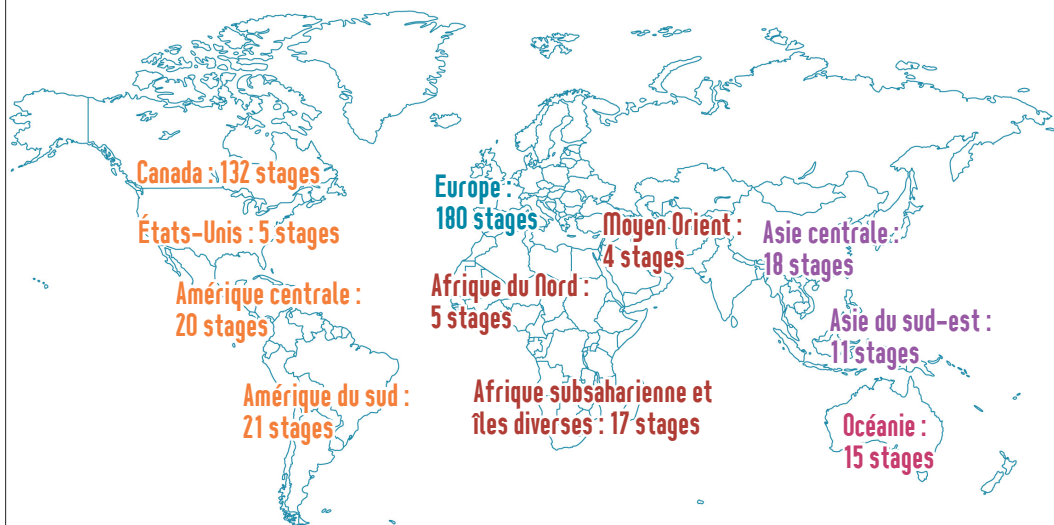 Canada : 132 stages
États-Unis : 5 stages
Amérique centrale :
20 stages
Amérique du sud :
21 stages
Europe :
180 stages
Moyen Orient :
4 stages
Afrique du Nord :
5 stages
Afrique subsaharienne et
îles diverses : 17 stages
Asie centrale :
18 stages
Asie du sud-est :
11 stages
Océanie :
15 stages